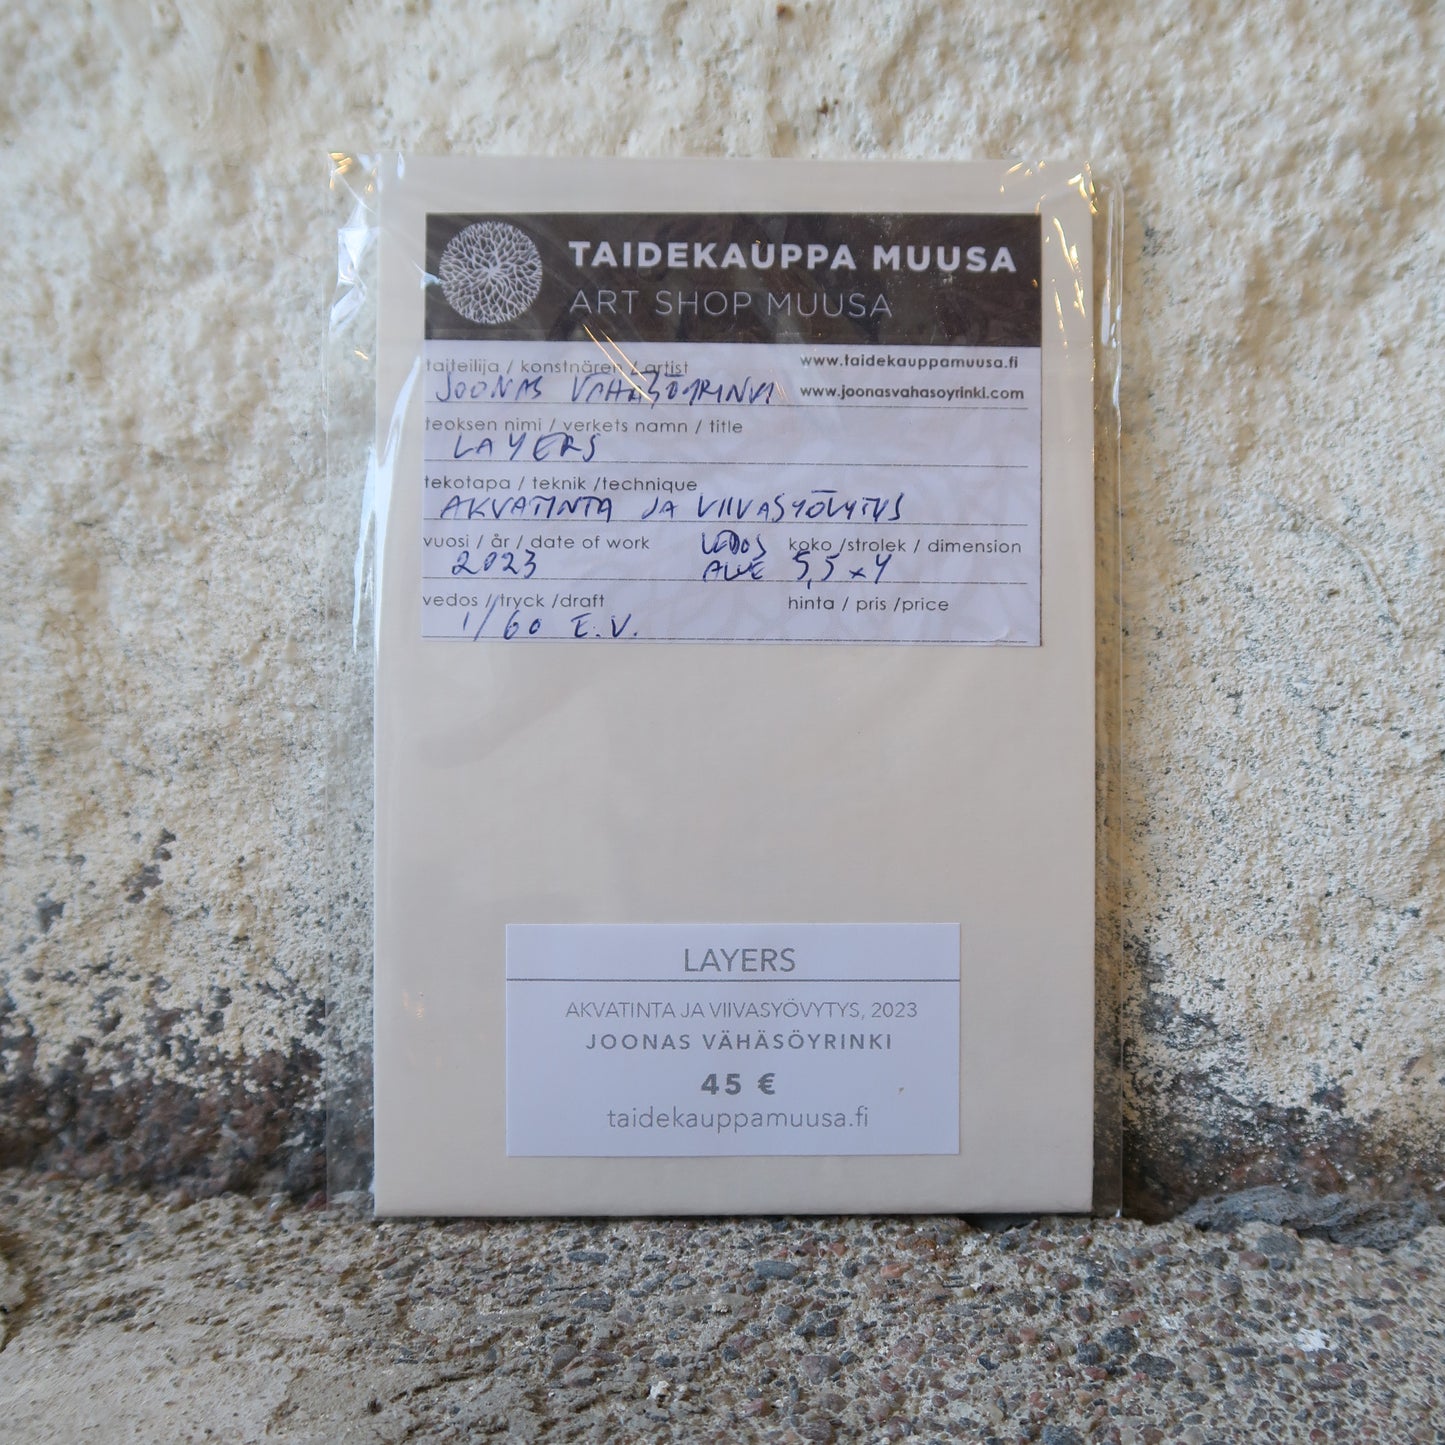 TAIDEKAUPPA MUUSA
ART SHOP MUUSA
taiteilija / konstnären / artist
www.taidekauppamuusa.fi
JOONAS VÄHÄSÖYRINKI
www.joonasvahasoyrinki.com
teoksen nimi / verkets namn / title
LAYERS
tekotapa / teknik /technique
AKVATINTA JA VIIVASYÖVYTYS
vuosi / år / date of work
koko /strolek / dimension
2023
5,5 x 4
vedos / tryck /draft
hinta / pris /price
1/60 E.V.
LAYERS
AKVATINTA JA VIIVASYÖVYTYS, 2023
JOONAS VÄHÄSÖYRINKI
45 €
taidekauppamuusa.fi